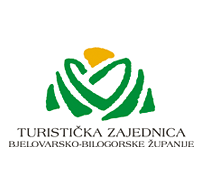 TURISTIČKA ZAJEDNICA
BJELOVARSKO-BILOGORSKE ŽUPANIJE